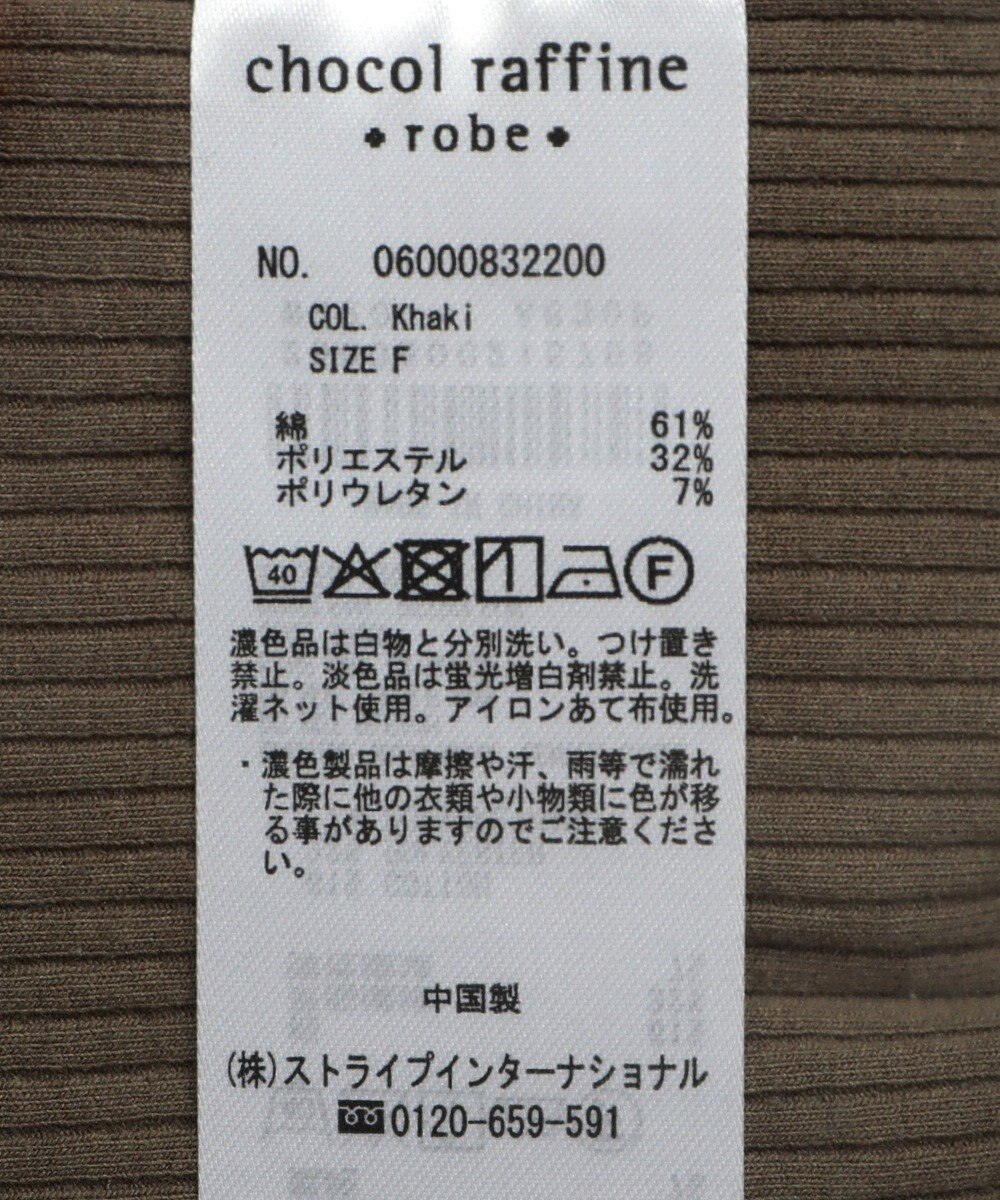 chocol raffine
robe
NO. 06000832200
COL. Khaki
SIZE F
綿 61%
ポリエステル 32%
ポリウレタン 7%
40 F
濃色品は白物と分別洗い。つけ置き
禁止。淡色品は蛍光増白剤禁止。洗
濯ネット使用。アイロンあて布使用。
・濃色製品は摩擦や汗、雨等で濡れ
た際に他の衣類や小物類に色が移
る事がありますのでご注意くださ
い。
中国製
(株)ストライプインターナショナル
0120-659-591